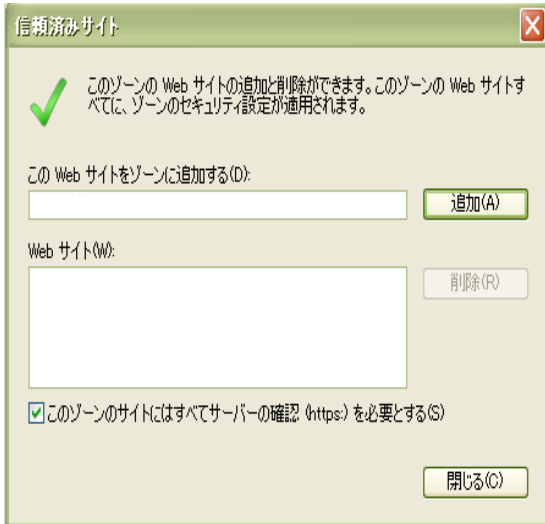 信頼済みサイト
このゾーンの Web サイトの追加と削除ができます。このゾーンの Web サイトす
べてに、ゾーンのセキュリティ設定が適用されます。
この Web サイトをゾーンに追加する(D):
追加(A)
Web サイト(W):
削除(R)
このゾーンのサイトにはすべてサーバーの確認 (https:) を必要とする(S)
閉じる(C)